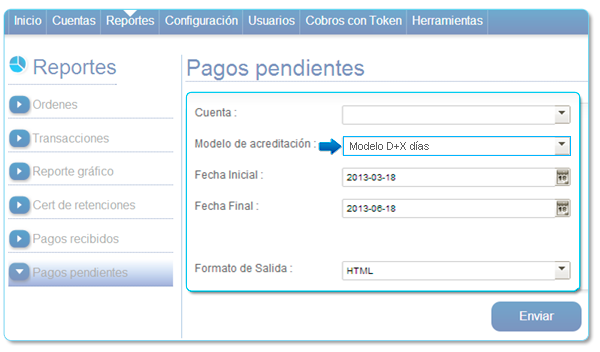 Inicio Cuentas Reportes Configuración Usuarios Cobros con Token Herramientas
Reportes
Ordenes
Transacciones
Reporte gráfico
Cert de retenciones
Pagos recibidos
Pagos pendientes
Pagos pendientes
Cuenta :
Modelo de acreditación : Modelo D+X días
Fecha Inicial : 2013-03-18
Fecha Final : 2013-06-18
Formato de Salida : HTML
Enviar